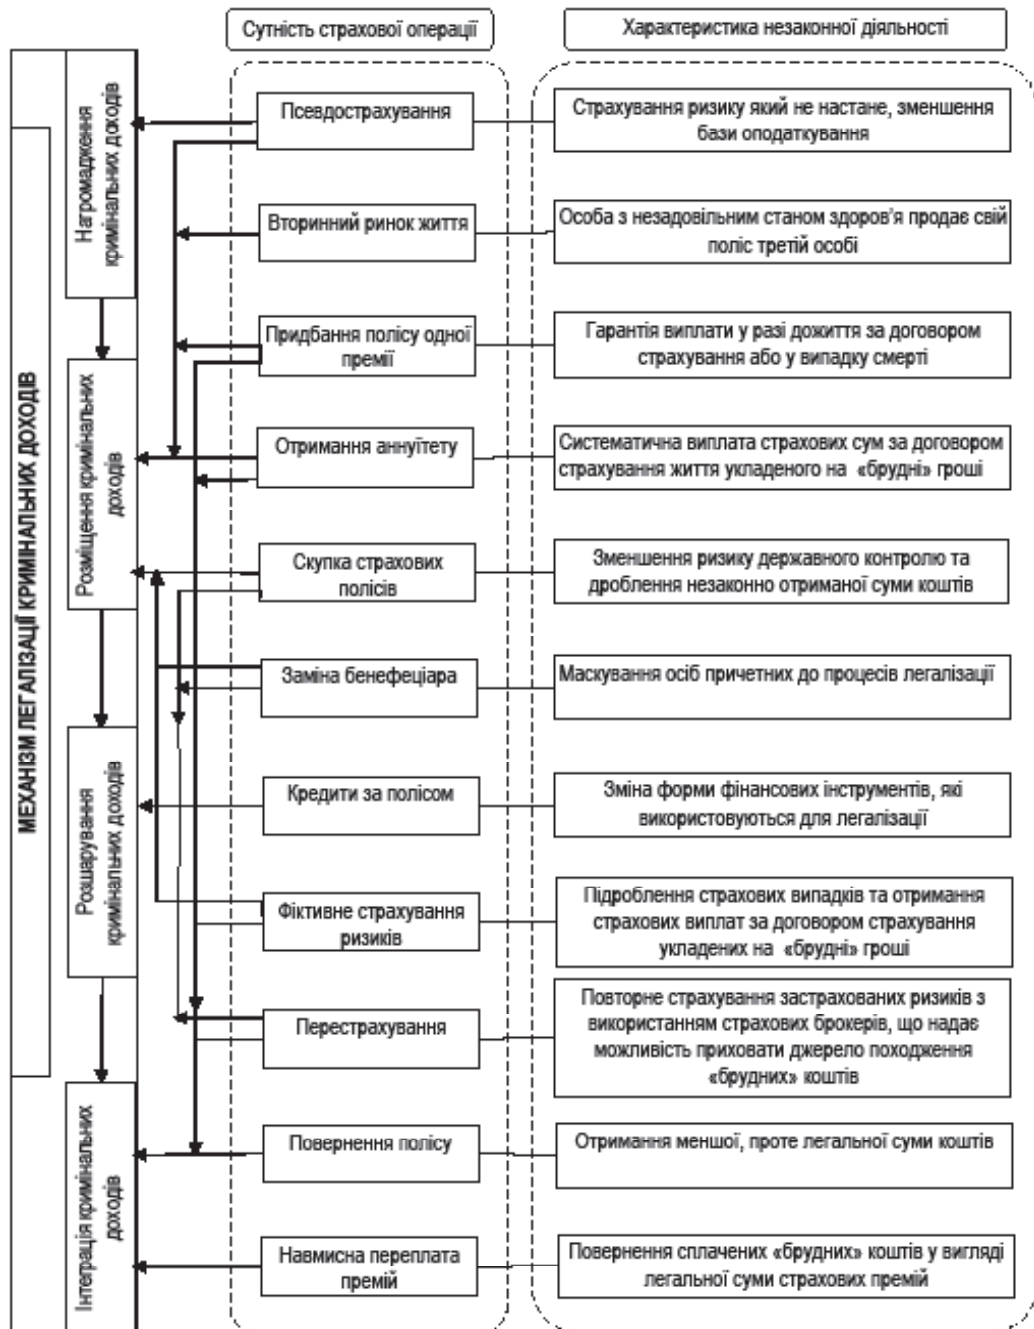 Сутність страхової операції
Характеристика незаконної діяльності
МЕХАНІЗМ ЛЕГАЛІЗАЦІЇ КРИМІНАЛЬНИХ ДОХОДІВ
Нагромадження
кримінальних доходів
Розміщення кримінальних
доходів
Розшарування
кримінальних доходів
Інтеграція кримінальних
доходів
Псевдострахування
Страхування ризику який не настане, зменшення
бази оподаткування
Вторинний ринок життя
Особа з незадовільним станом здоров'я продає свій
поліс третій особі
Придбання полісу одної
премії
Гарантія виплати у разі дожиття за договором
страхування або у випадку смерті
Отримання аннуїтету
Систематична виплата страхових сум за договором
страхування життя укладеного на «брудні» гроші
Скупка страхових
полісів
Зменшення ризику державного контролю та
дроблення незаконно отриманої суми коштів
Заміна бенефеціара
Маскування осіб причетних до процесів легалізації
Кредити за полісом
Зміна форми фінансових інструментів, які
використовуються для легалізації
Фіктивне страхування
ризиків
Підроблення страхових випадків та отримання
страхових виплат за договором страхування
укладених на «брудні» гроші
Перестрахування
Повторне страхування застрахованих ризиків з
використанням страхових брокерів, що надає
можливість приховати джерело походження
«брудних» коштів
Повернення полісу
Отримання меншої, проте легальної суми коштів
Навмисна переплата
премій
Повернення сплачених «брудних» коштів у вигляді
легальної суми страхових премій